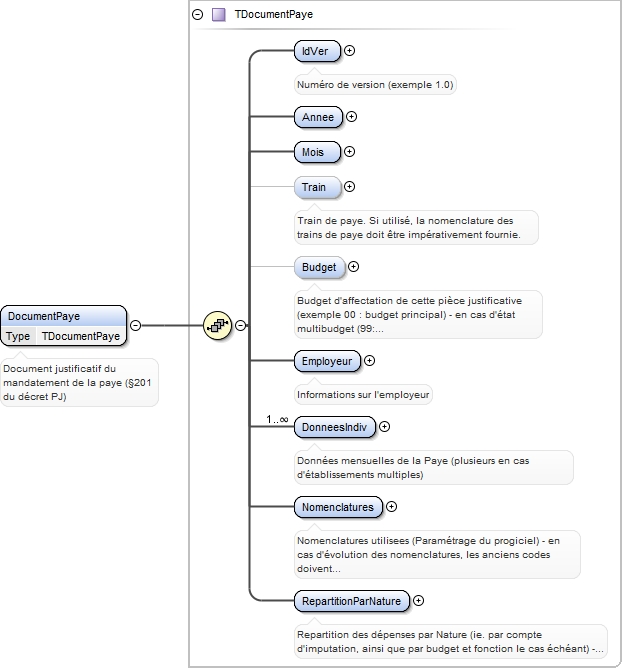 TDocumentPaye
IdVer
Numéro de version (exemple 1.0)
Annee
Mois
Train
Train de paye. Si utilisé, la nomenclature des
trains de paye doit être impérativement fournie.
Budget
Budget d'affectation de cette pièce justificative
(exemple 00 : budget principal) - en cas d'état
multibudget (99:...
DocumentPaye
Type TDocumentPaye
Document justificatif du
mandatement de la paye (§201
du décret PJ)
Employeur
Informations sur l'employeur
1..∞
DonneesIndiv
Données mensuelles de la Paye (plusieurs en cas
d'établissements multiples)
Nomenclatures
Nomenclatures utilisees (Paramétrage du progiciel) - en
cas d'évolution des nomenclatures, les anciens codes
doivent...
RepartitionParNature
Repartition des dépenses par Nature (ie. par compte
d'imputation, ainsi que par budget et fonction le cas échéant) -...